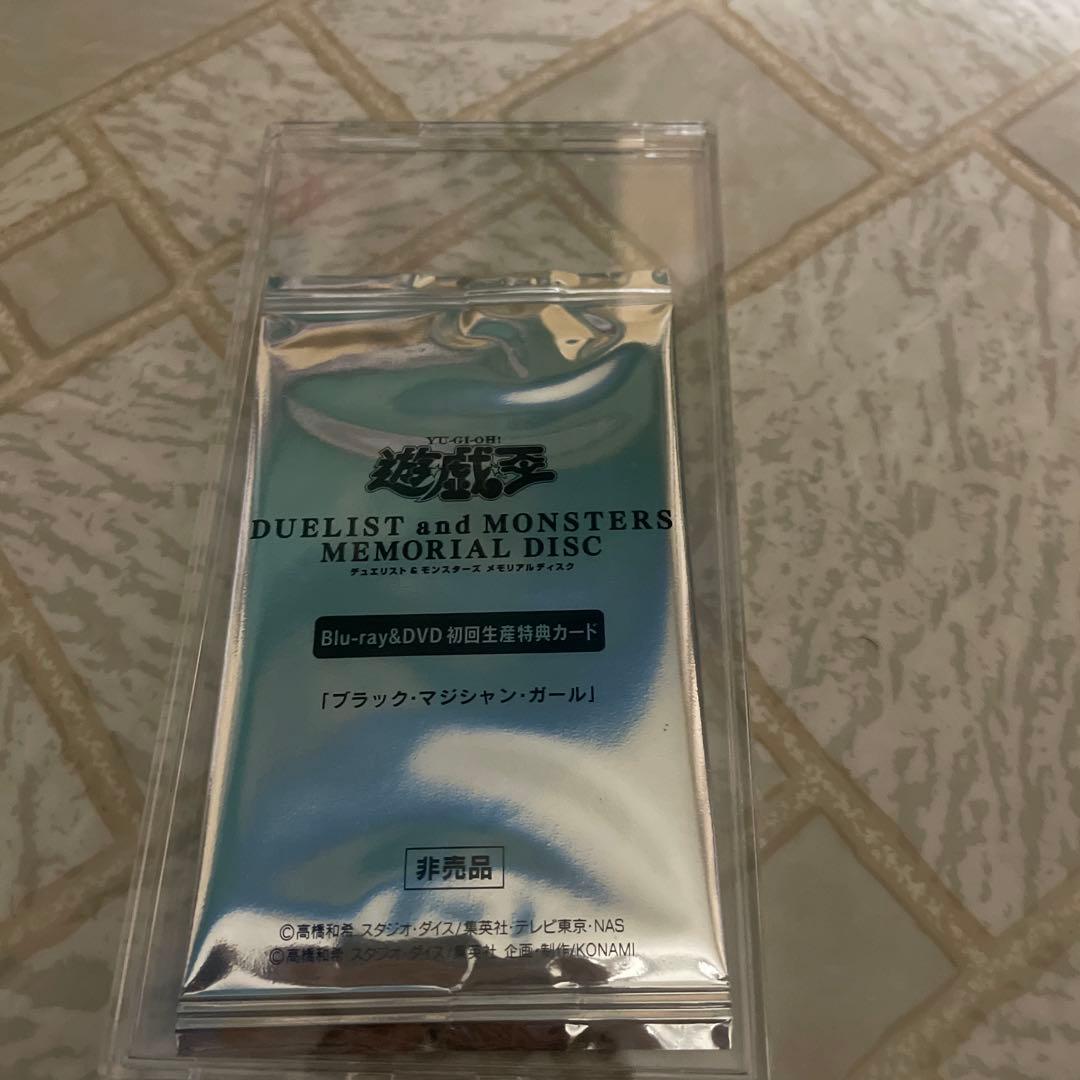 YU-GI-OH!
遊☆戯☆王
DUELIST and MONSTERS
MEMORIAL DISC
デュエリスト&モンスターズ メモリアルディスク
Blu-ray&DVD 初回生産特典カード
「ブラック・マジシャン・ガール」
非売品
©高橋和希 スタジオ・ダイス/集英社・テレビ東京・NAS
©高橋和希 スタジオ・ダイス/集英社 企画・制作/KONAMI